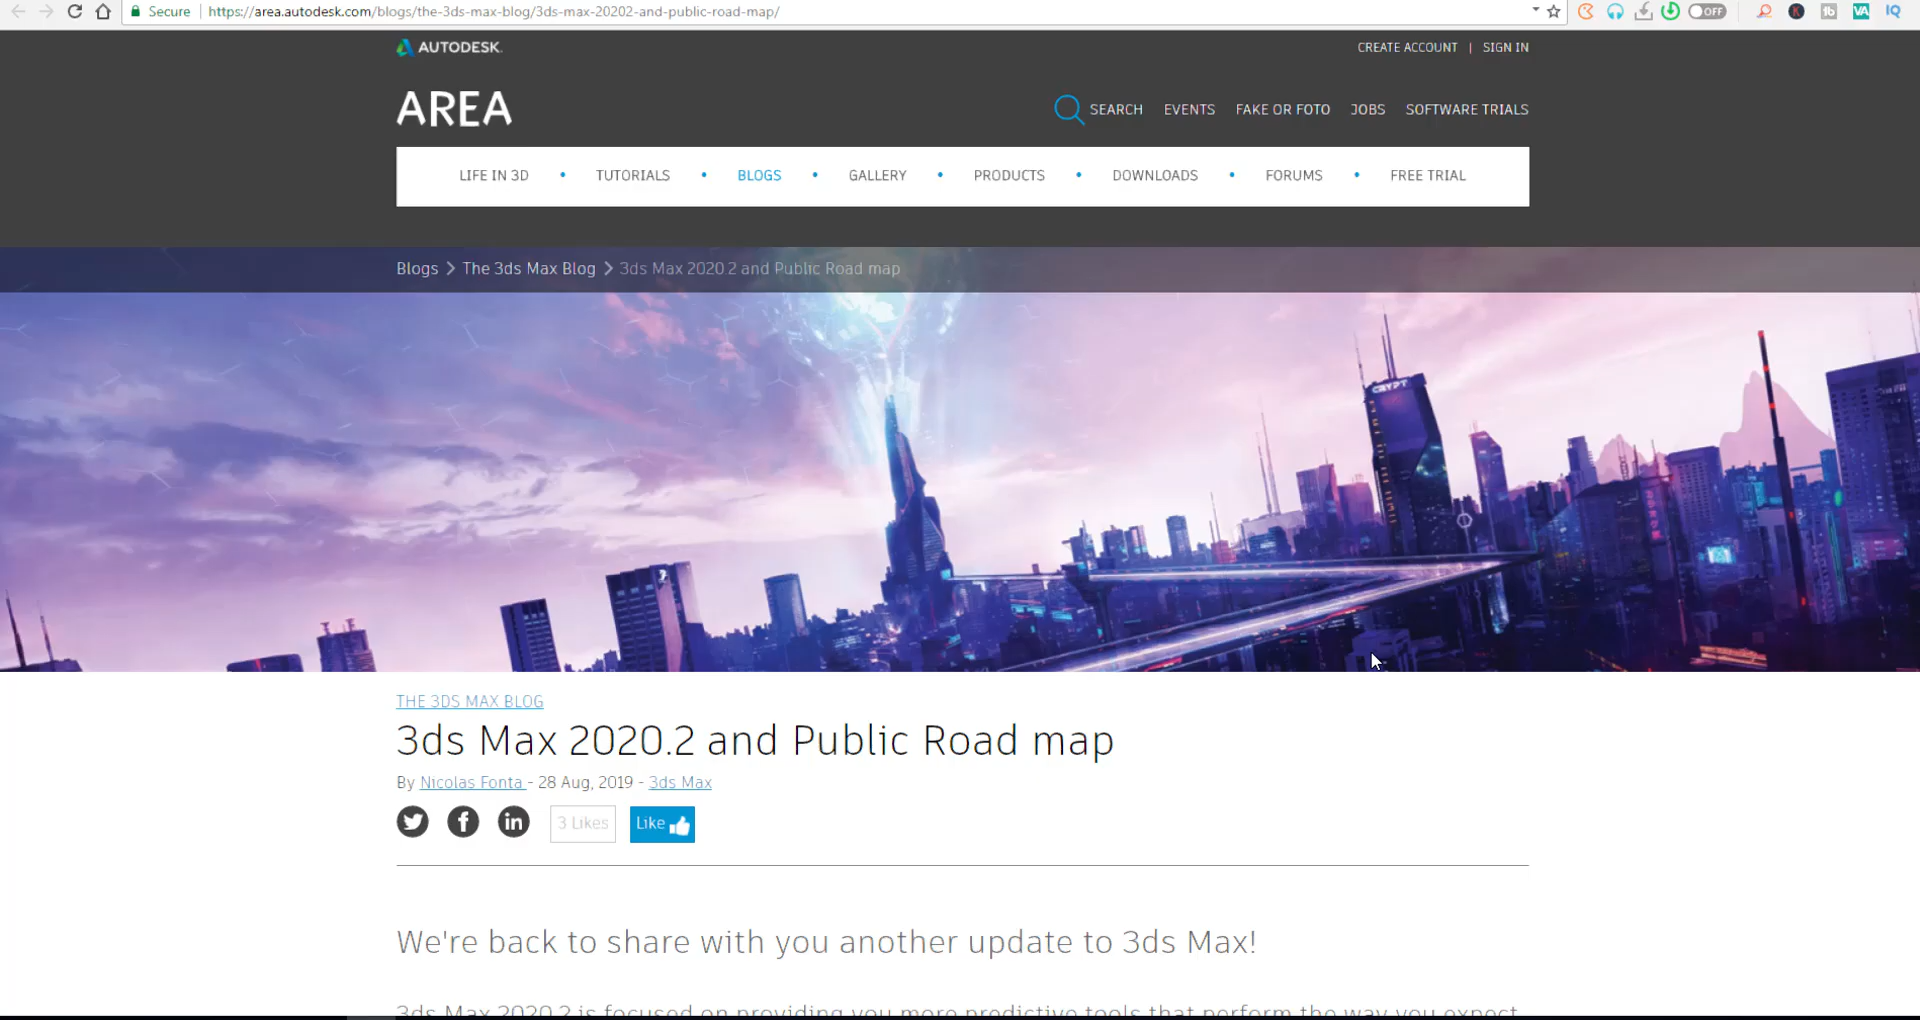 Secure
https://area.autodesk.com/blogs/the-3ds-max-blog/3ds-max-20202-and-public-road-map/
OFF
K
tb
VA
IQ
AUTODESK.
CREATE ACCOUNT | SIGN IN
AREA
SEARCH EVENTS FAKE OR FOTO JOBS SOFTWARE TRIALS
LIFE IN 3D • TUTORIALS • BLOGS • GALLERY • PRODUCTS • DOWNLOADS • FORUMS • FREE TRIAL
Blogs > The 3ds Max Blog > 3ds Max 2020.2 and Public Road map
CRYPT
THE 3DS MAX BLOG
3ds Max 2020.2 and Public Road map
By Nicolas Fonta - 28 Aug, 2019 - 3ds Max
3 Likes
Like
We're back to share with you another update to 3ds Max!
3ds Max 2020.2 is focused on providing you more predictive tools that perform the way you expect